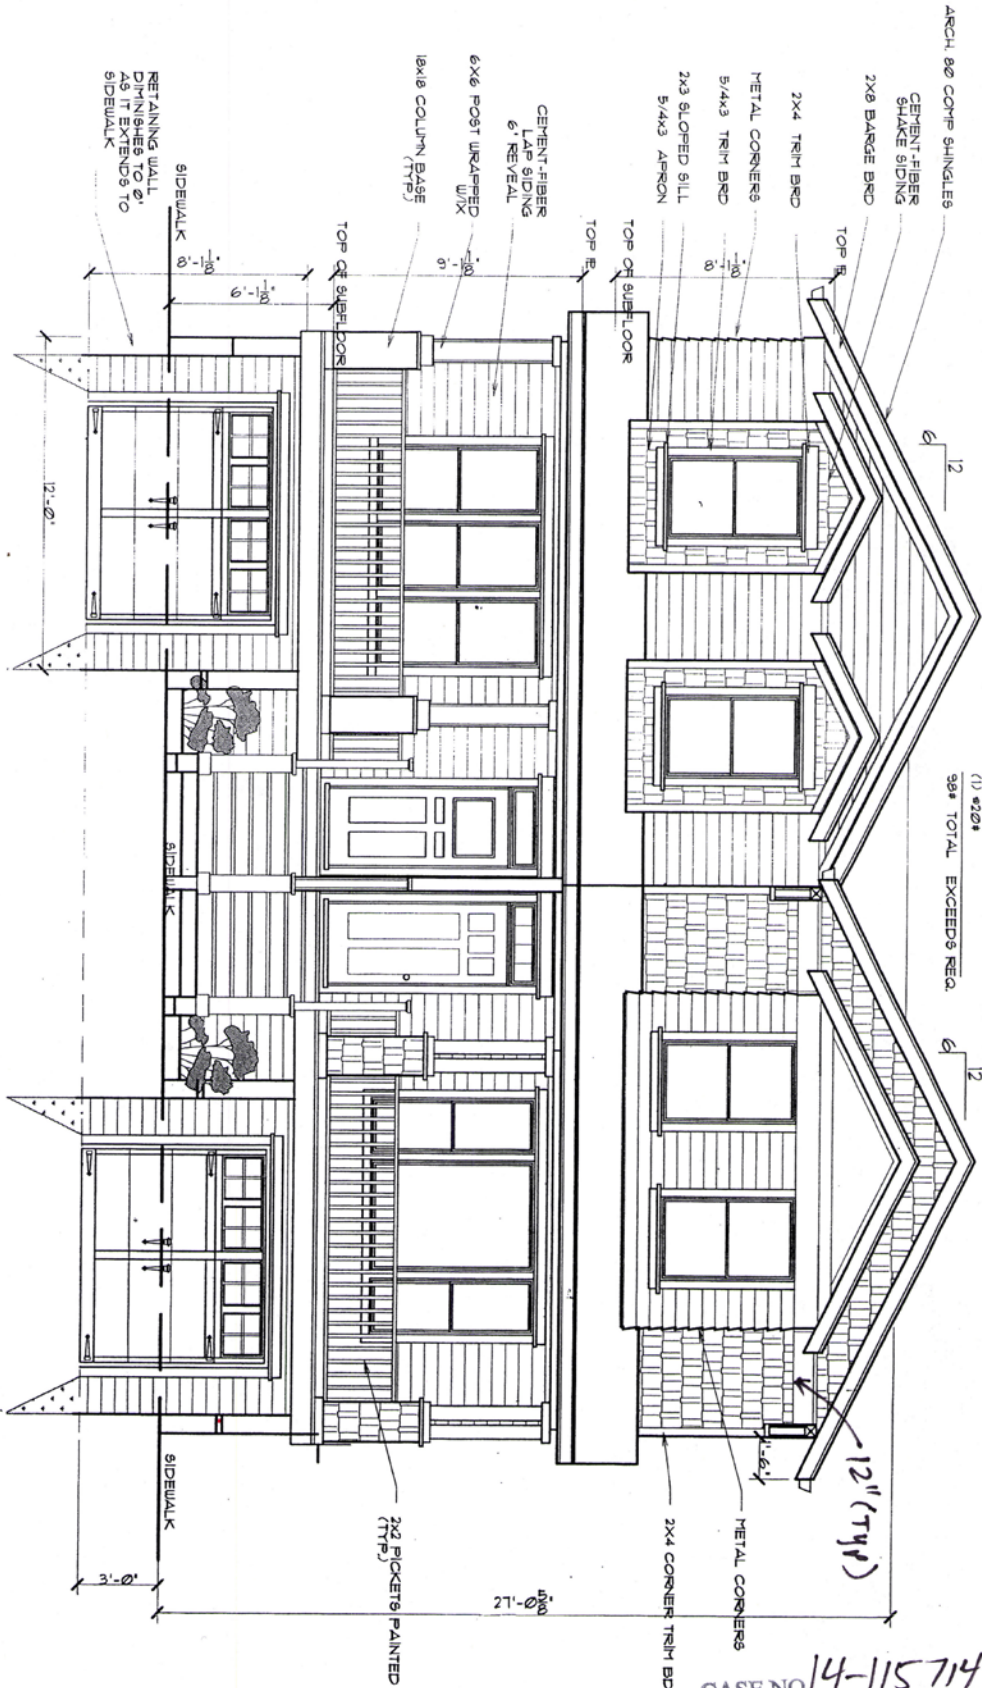 ARCH. 80 COMP SHINGLES
CEMENT-FIBER
SHAKE SIDING
2X8 BARGE BRD
2X4 TRIM BRD
METAL CORNERS
5/4x3 TRIM BRD
2x3 SLOPED SILL
5/4x3 APRON
CEMENT-FIBER
LAP SIDING
6" REVEAL
6X6 POST WRAPPED
W/1X
18x18 COLUMN BASE
(TYP.)
RETAINING WALL
DIMINISHES TO 0"
AS IT EXTENDS TO
SIDEWALK
TOP PL
TOP OF SUBFLOOR
TOP PL
TOP OF SUBFLOOR
SIDEWALK
8'-1 1/8"
9'-1 1/8"
6'-1 1/8"
8'-1 1/8"
12'-0"
12
6
(1) @20#
98# TOTAL EXCEEDS REQ.
12
6
SIDEWALK
1'-6"
12" (TYP)
METAL CORNERS
2X4 CORNER TRIM BD
2x2 PICKETS PAINTED
(TYP.)
SIDEWALK
3'-0"
27'-0 5/8"
CASE NO. 14-115714